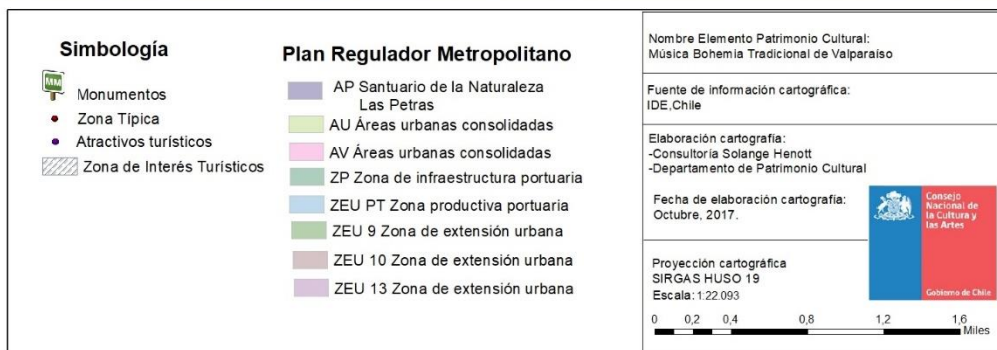 Simbología
MM
Monumentos
Zona Típica
Atractivos turísticos
Zona de Interés Turísticos
Plan Regulador Metropolitano
AP Santuario de la Naturaleza
Las Petras
AU Áreas urbanas consolidadas
AV Áreas urbanas consolidadas
ZP Zona de infraestructura portuaria
ZEU PT Zona productiva portuaria
ZEU 9 Zona de extensión urbana
ZEU 10 Zona de extensión urbana
ZEU 13 Zona de extensión urbana
Nombre Elemento Patrimonio Cultural:
Música Bohemia Tradicional de Valparaíso
Fuente de información cartográfica:
IDE,Chile
Elaboración cartografía:
-Consultoría Solange Henott
-Departamento de Patrimonio Cultural
Fecha de elaboración cartografía:
Octubre, 2017.
Proyección cartográfica
SIRGAS HUSO 19
Escala: 1:22.093
Consejo
Nacional de
la Cultura y
las Artes
Gobierno de Chile
0 0,2 0,4 0,8 1,2 1,6
Miles